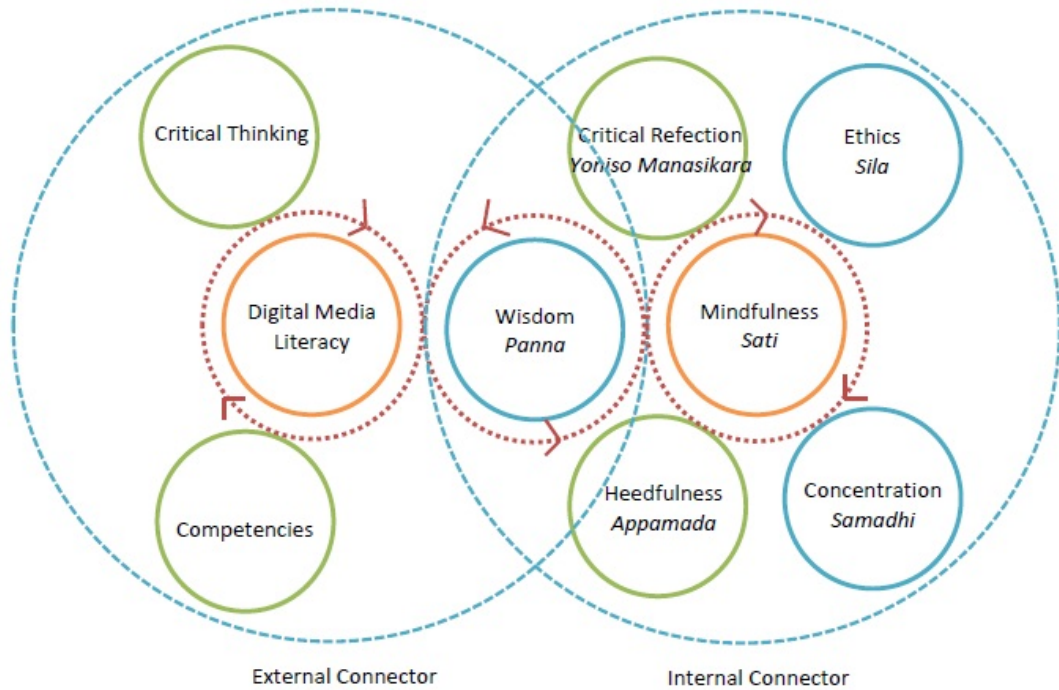 Critical Thinking
Critical Refection
Yoniso Manasikara
Ethics
Sila
Digital Media
Literacy
Wisdom
Panna
Mindfulness
Sati
Competencies
Heedfulness
Appamada
Concentration
Samadhi
External Connector
Internal Connector